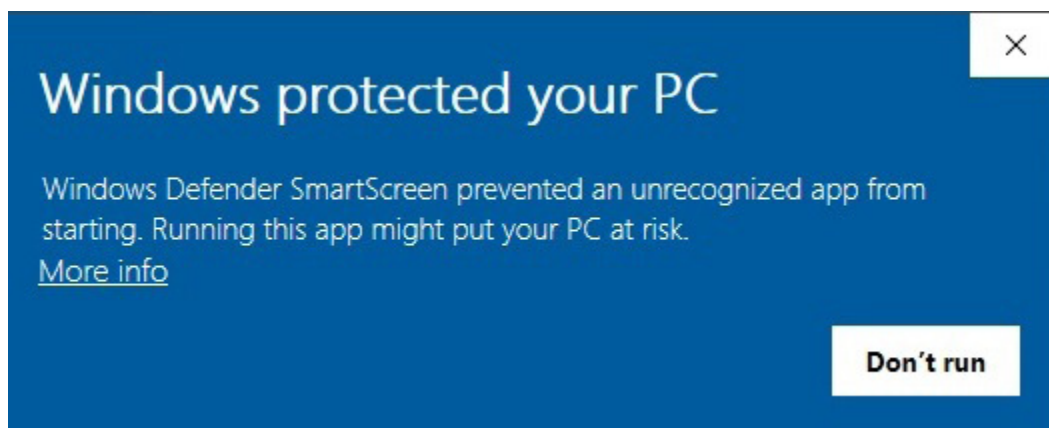 Windows protected your PC
Windows Defender SmartScreen prevented an unrecognized app from
starting. Running this app might put your PC at risk.
More info
Don’t run